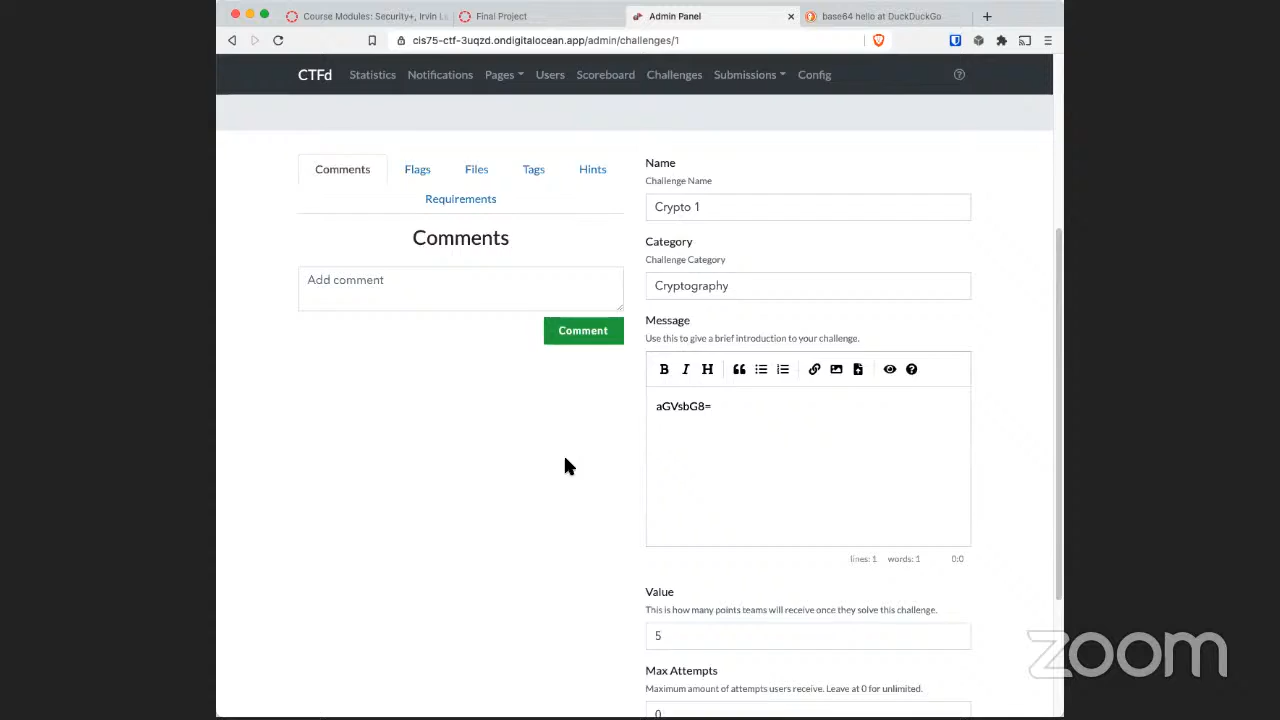 Course Modules: Security+, Irvin Le
Final Project
Admin Panel
base64 hello at DuckDuckGo
cis75-ctf-3uqzd.ondigitalocean.app/admin/challenges/1
CTFd Statistics Notifications Pages Users Scoreboard Challenges Submissions Config
Comments Flags Files Tags Hints
Requirements
Comments
Add comment
Comment
Name
Challenge Name
Crypto 1
Category
Challenge Category
Cryptography
Message
Use this to give a brief introduction to your challenge.
B I H
aGVsbG8=
lines: 1 words: 1 0:0
Value
This is how many points teams will receive once they solve this challenge.
5
Max Attempts
Maximum amount of attempts users receive. Leave at 0 for unlimited.
0
zoom